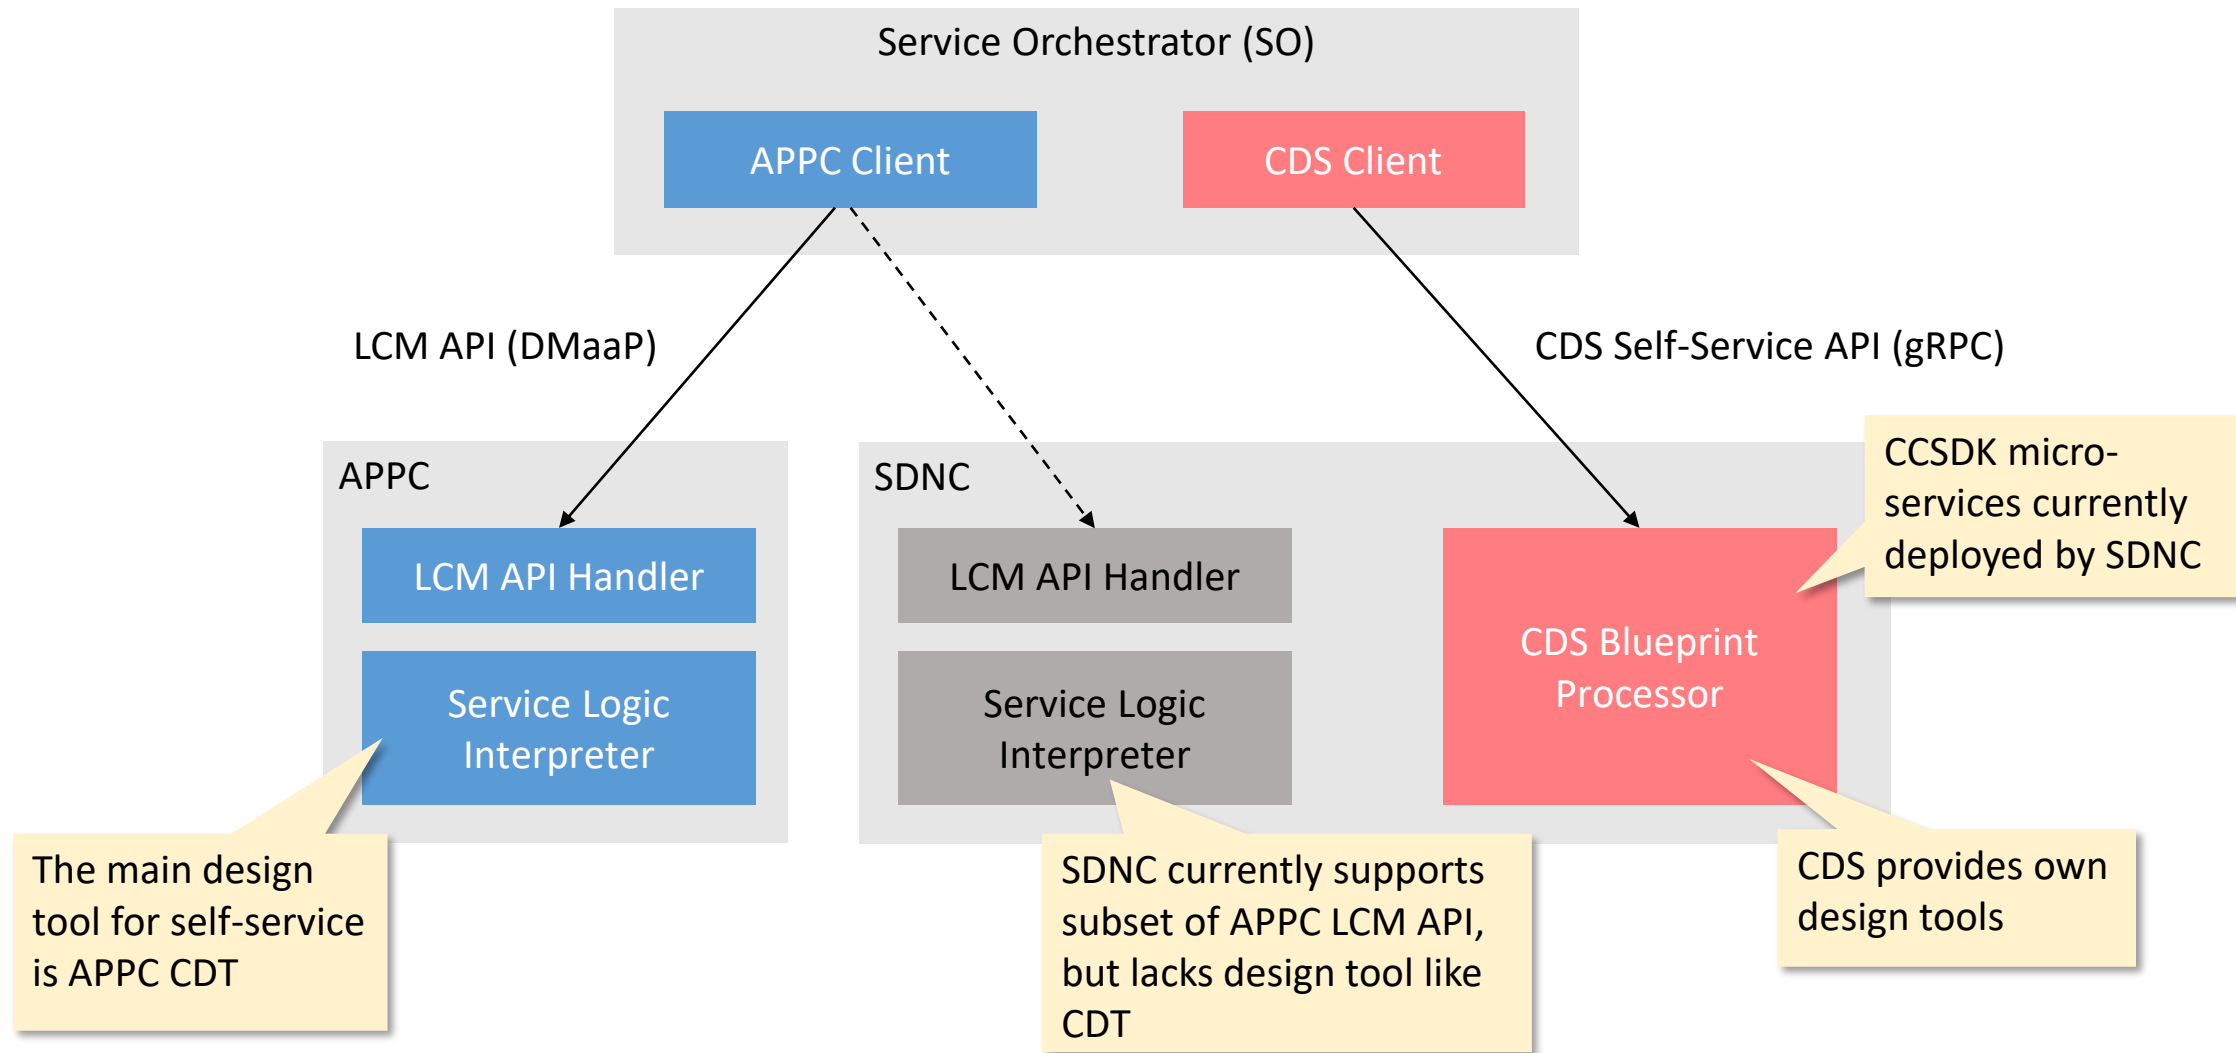 Service Orchestrator (SO)
APPC Client
CDS Client
LCM API (DMaaP)
CDS Self-Service API (gRPC)
APPC
LCM API Handler
Service Logic
Interpreter
The main design
tool for self-service
is APPC CDT
SDNC
LCM API Handler
Service Logic
Interpreter
SDNC currently supports
subset of APPC LCM API,
but lacks design tool like
CDT
CDS Blueprint
Processor
CCSDK micro-
services currently
deployed by SDNC
CDS provides own
design tools